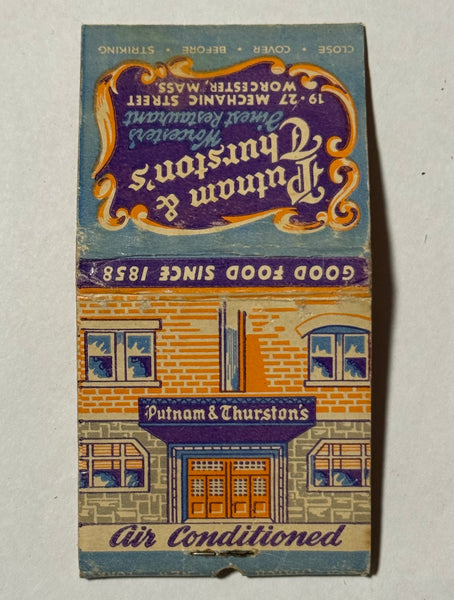 Putnam &
Thurston's
Worcester's
Finest Restaurant
19-27 MECHANIC STREET
WORCESTER, MASS.
CLOSE • COVER • BEFORE • STRIKING
GOOD FOOD SINCE 1858
Putnam & Thurston's
Air Conditioned